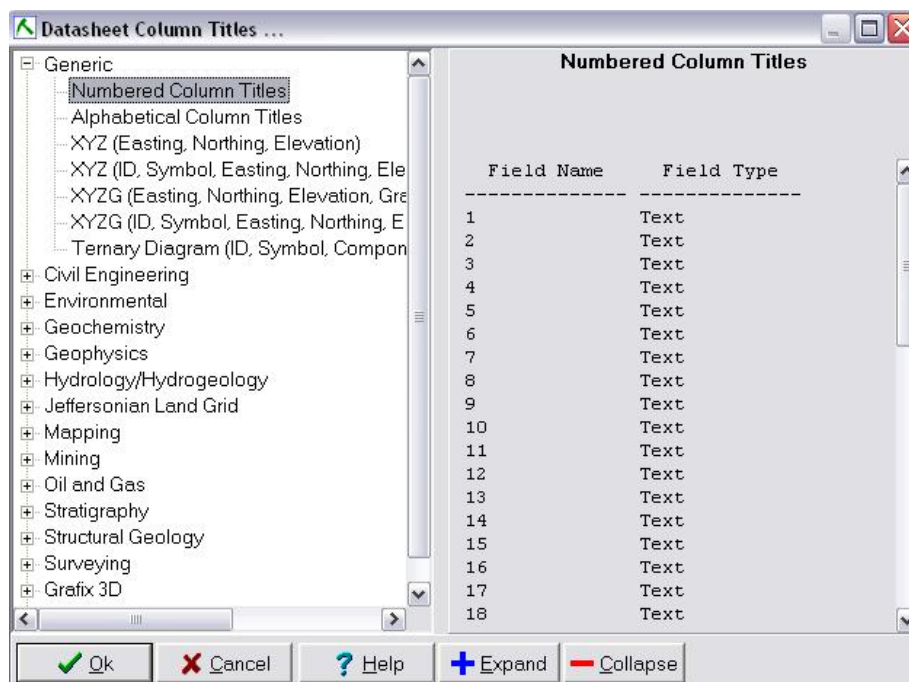 Datasheet Column Titles ...
Generic
Numbered Column Titles
Alphabetical Column Titles
XYZ (Easting, Northing, Elevation)
XYZ (ID, Symbol, Easting, Northing, Ele
XYZG (Easting, Northing, Elevation, Gra
XYZG (ID, Symbol, Easting, Northing, E
Ternary Diagram (ID, Symbol, Compon
Civil Engineering
Environmental
Geochemistry
Geophysics
Hydrology/Hydrogeology
Jeffersonian Land Grid
Mapping
Mining
Oil and Gas
Stratigraphy
Structural Geology
Surveying
Grafix 3D
Numbered Column Titles
Field Name Field Type
-------------- --------------
1 Text
2 Text
3 Text
4 Text
5 Text
6 Text
7 Text
8 Text
9 Text
10 Text
11 Text
12 Text
13 Text
14 Text
15 Text
16 Text
17 Text
18 Text
Ok Cancel ? Help Expand Collapse